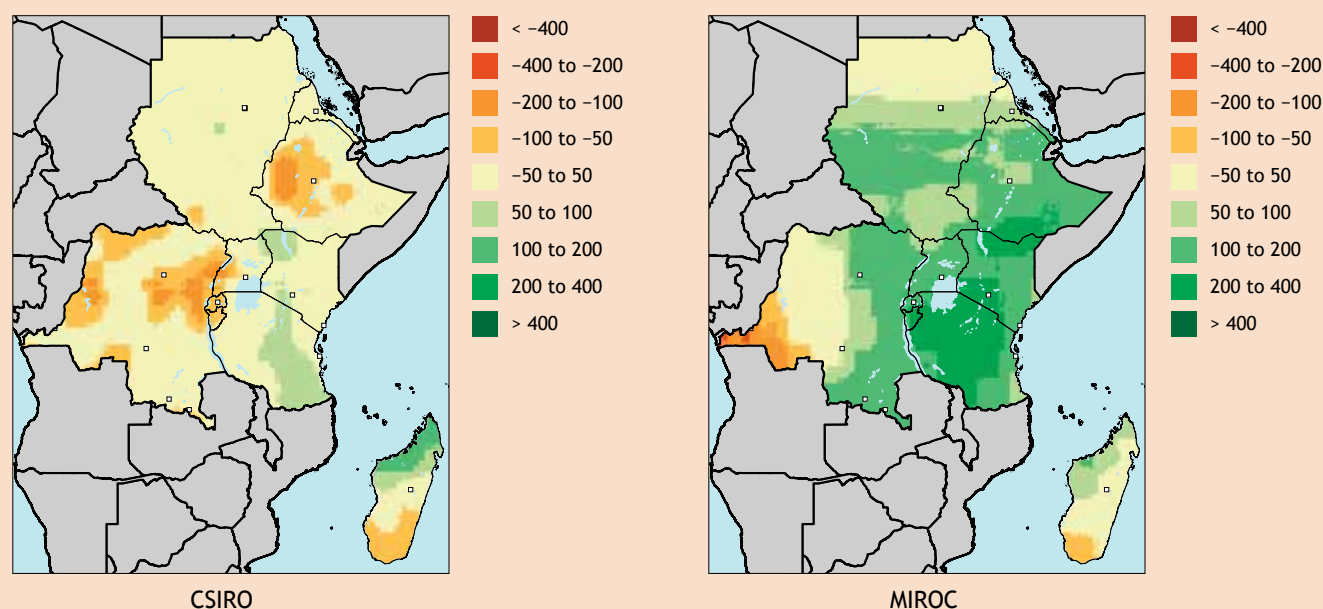 < −400
−400 to −200
−200 to −100
−100 to −50
−50 to 50
50 to 100
100 to 200
200 to 400
> 400
CSIRO
< −400
−400 to −200
−200 to −100
−100 to −50
−50 to 50
50 to 100
100 to 200
200 to 400
> 400
MIROC